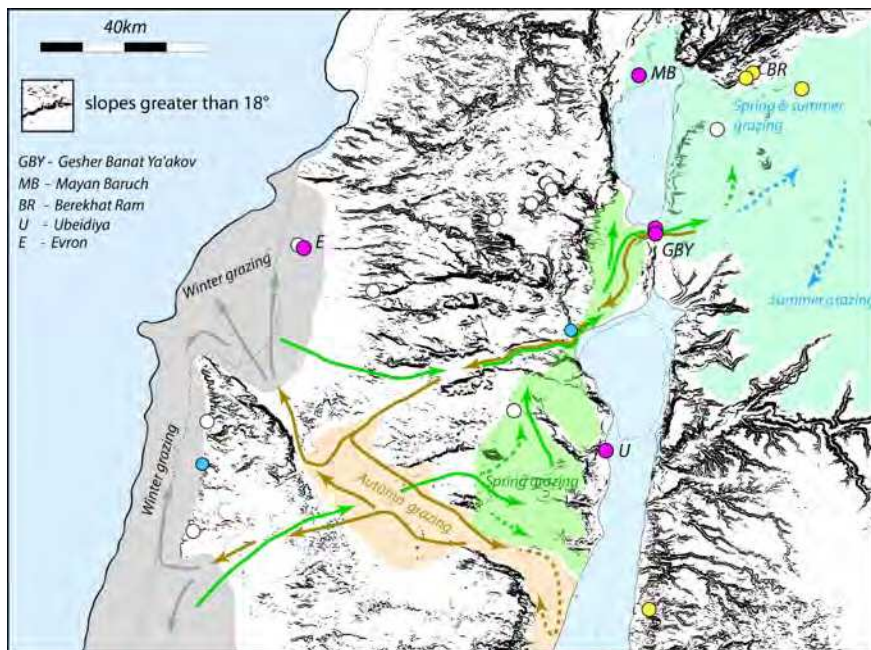 40km
slopes greater than 18°
GBY - Gesher Banat Ya'akov
MB - Mayan Baruch
BR - Berekhat Ram
U - Ubeidiya
E - Evron
MB
BR
Spring & summer
grazing
E
GBY
Winter grazing
Summer grazing
U
Winter grazing
Autumn grazing
Spring grazing